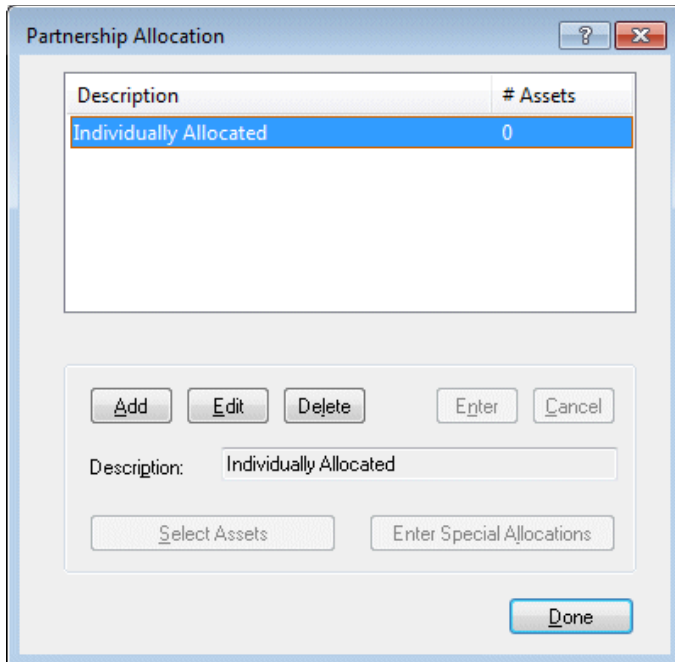 Partnership Allocation
Description # Assets
Individually Allocated 0
Add Edit Delete Enter Cancel
Description: Individually Allocated
Select Assets Enter Special Allocations
Done